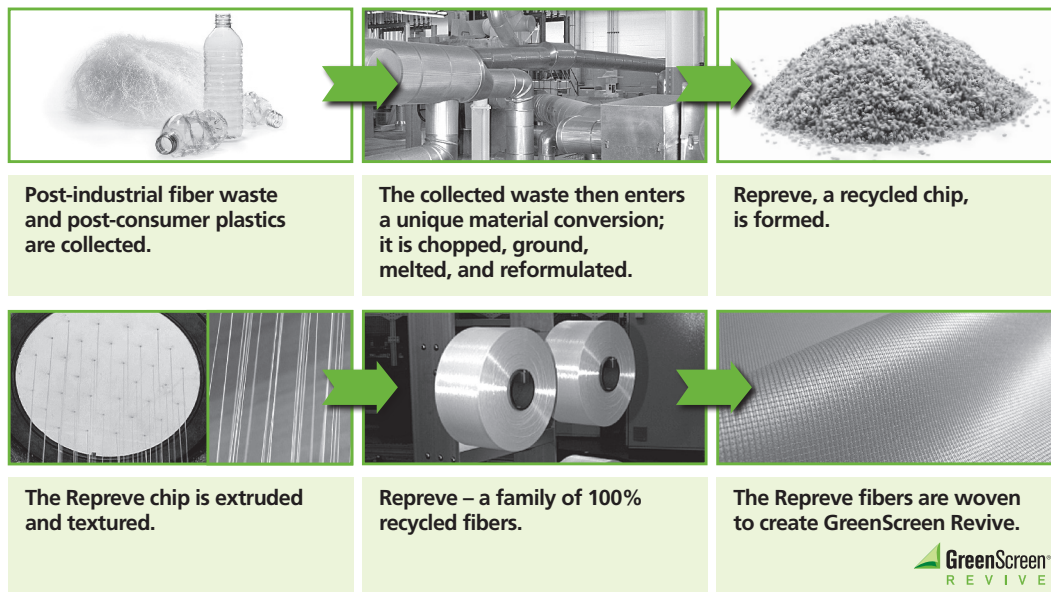 Post-industrial fiber waste
and post-consumer plastics
are collected.
The collected waste then enters
a unique material conversion;
it is chopped, ground,
melted, and reformulated.
Repreve, a recycled chip,
is formed.
The Repreve chip is extruded
and textured.
Repreve – a family of 100%
recycled fibers.
The Repreve fibers are woven
to create GreenScreen Revive.
GreenScreen®
REVIVE